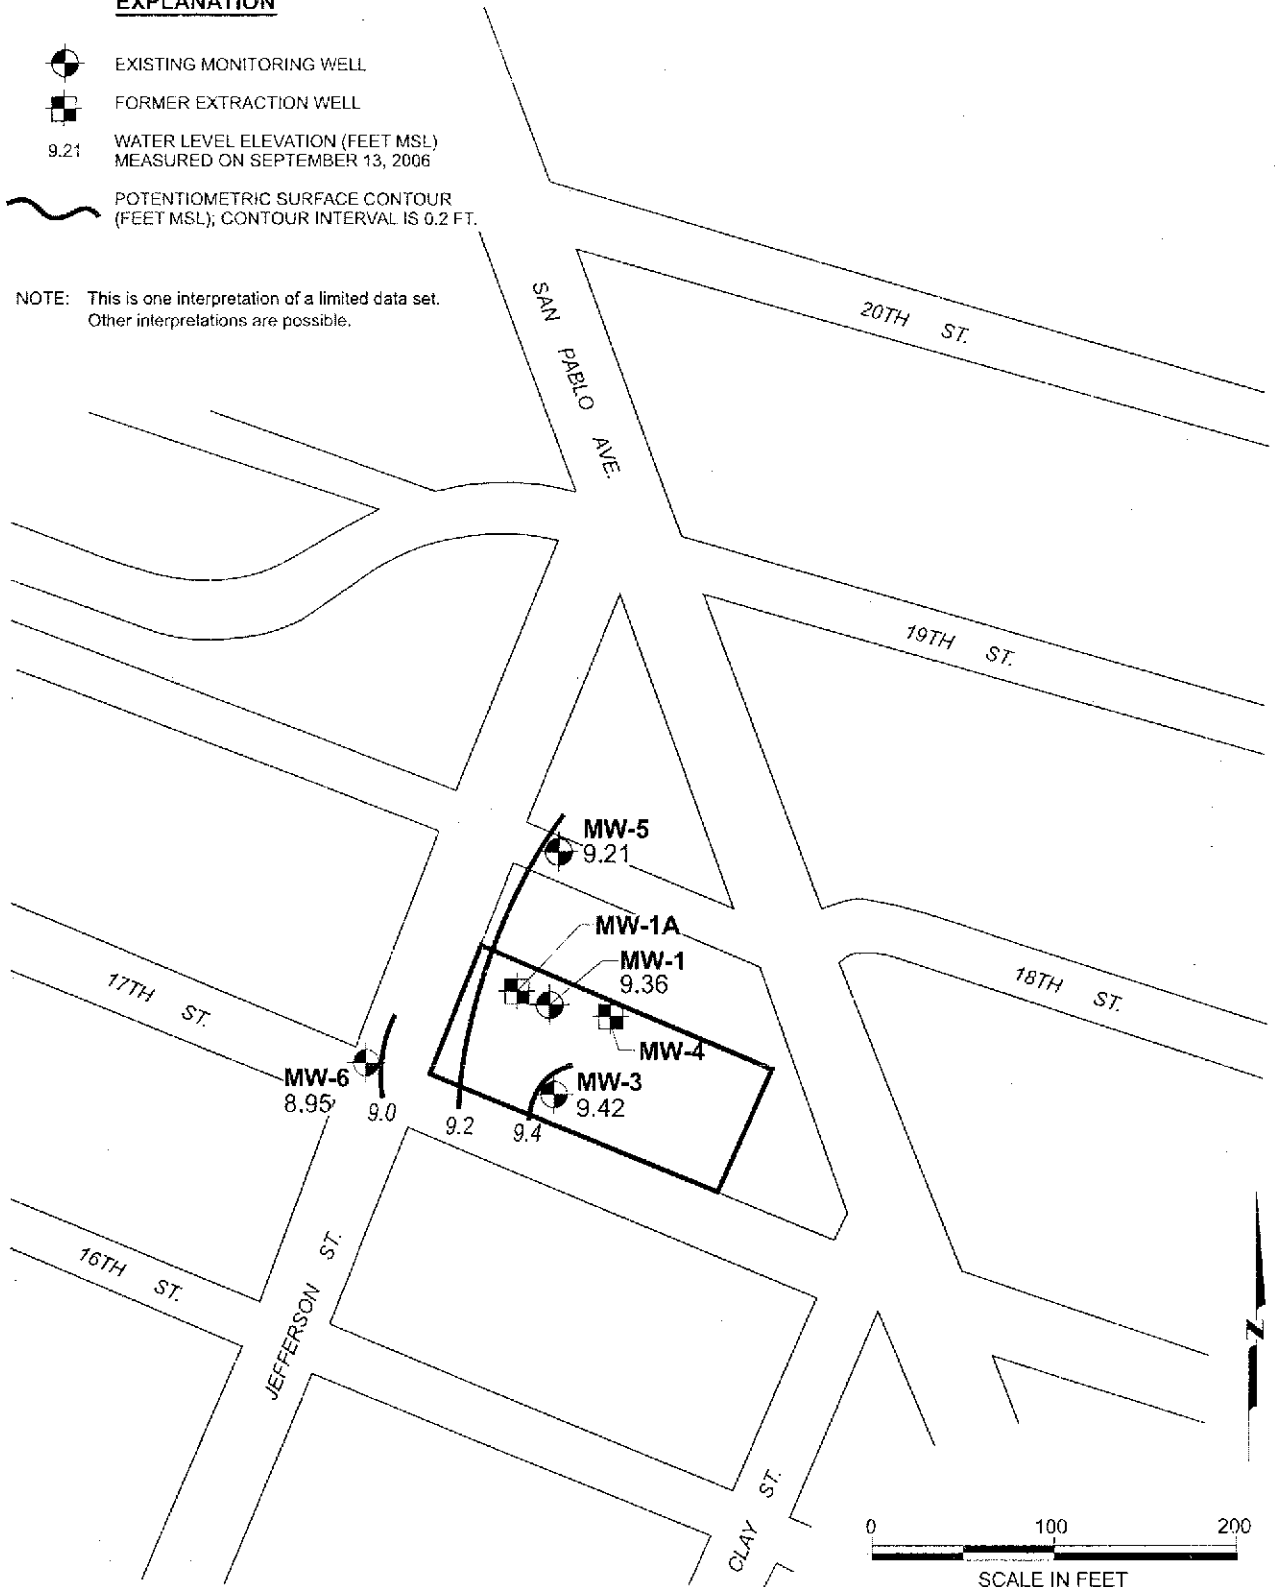 EXPLANATION
EXISTING MONITORING WELL
FORMER EXTRACTION WELL
9.21
WATER LEVEL ELEVATION (FEET MSL)
MEASURED ON SEPTEMBER 13, 2006
POTENTIOMETRIC SURFACE CONTOUR
(FEET MSL); CONTOUR INTERVAL IS 0.2 FT.
NOTE: This is one interpretation of a limited data set.
Other interpretations are possible.
SAN PABLO AVE.
20TH ST.
19TH ST.
MW-5
9.21
MW-1A
MW-1
9.36
18TH ST.
17TH ST.
MW-4
MW-6
8.95
MW-3
9.42
9.0
9.2
9.4
16TH ST.
JEFFERSON ST.
N
CLAY ST.
0 100 200
SCALE IN FEET